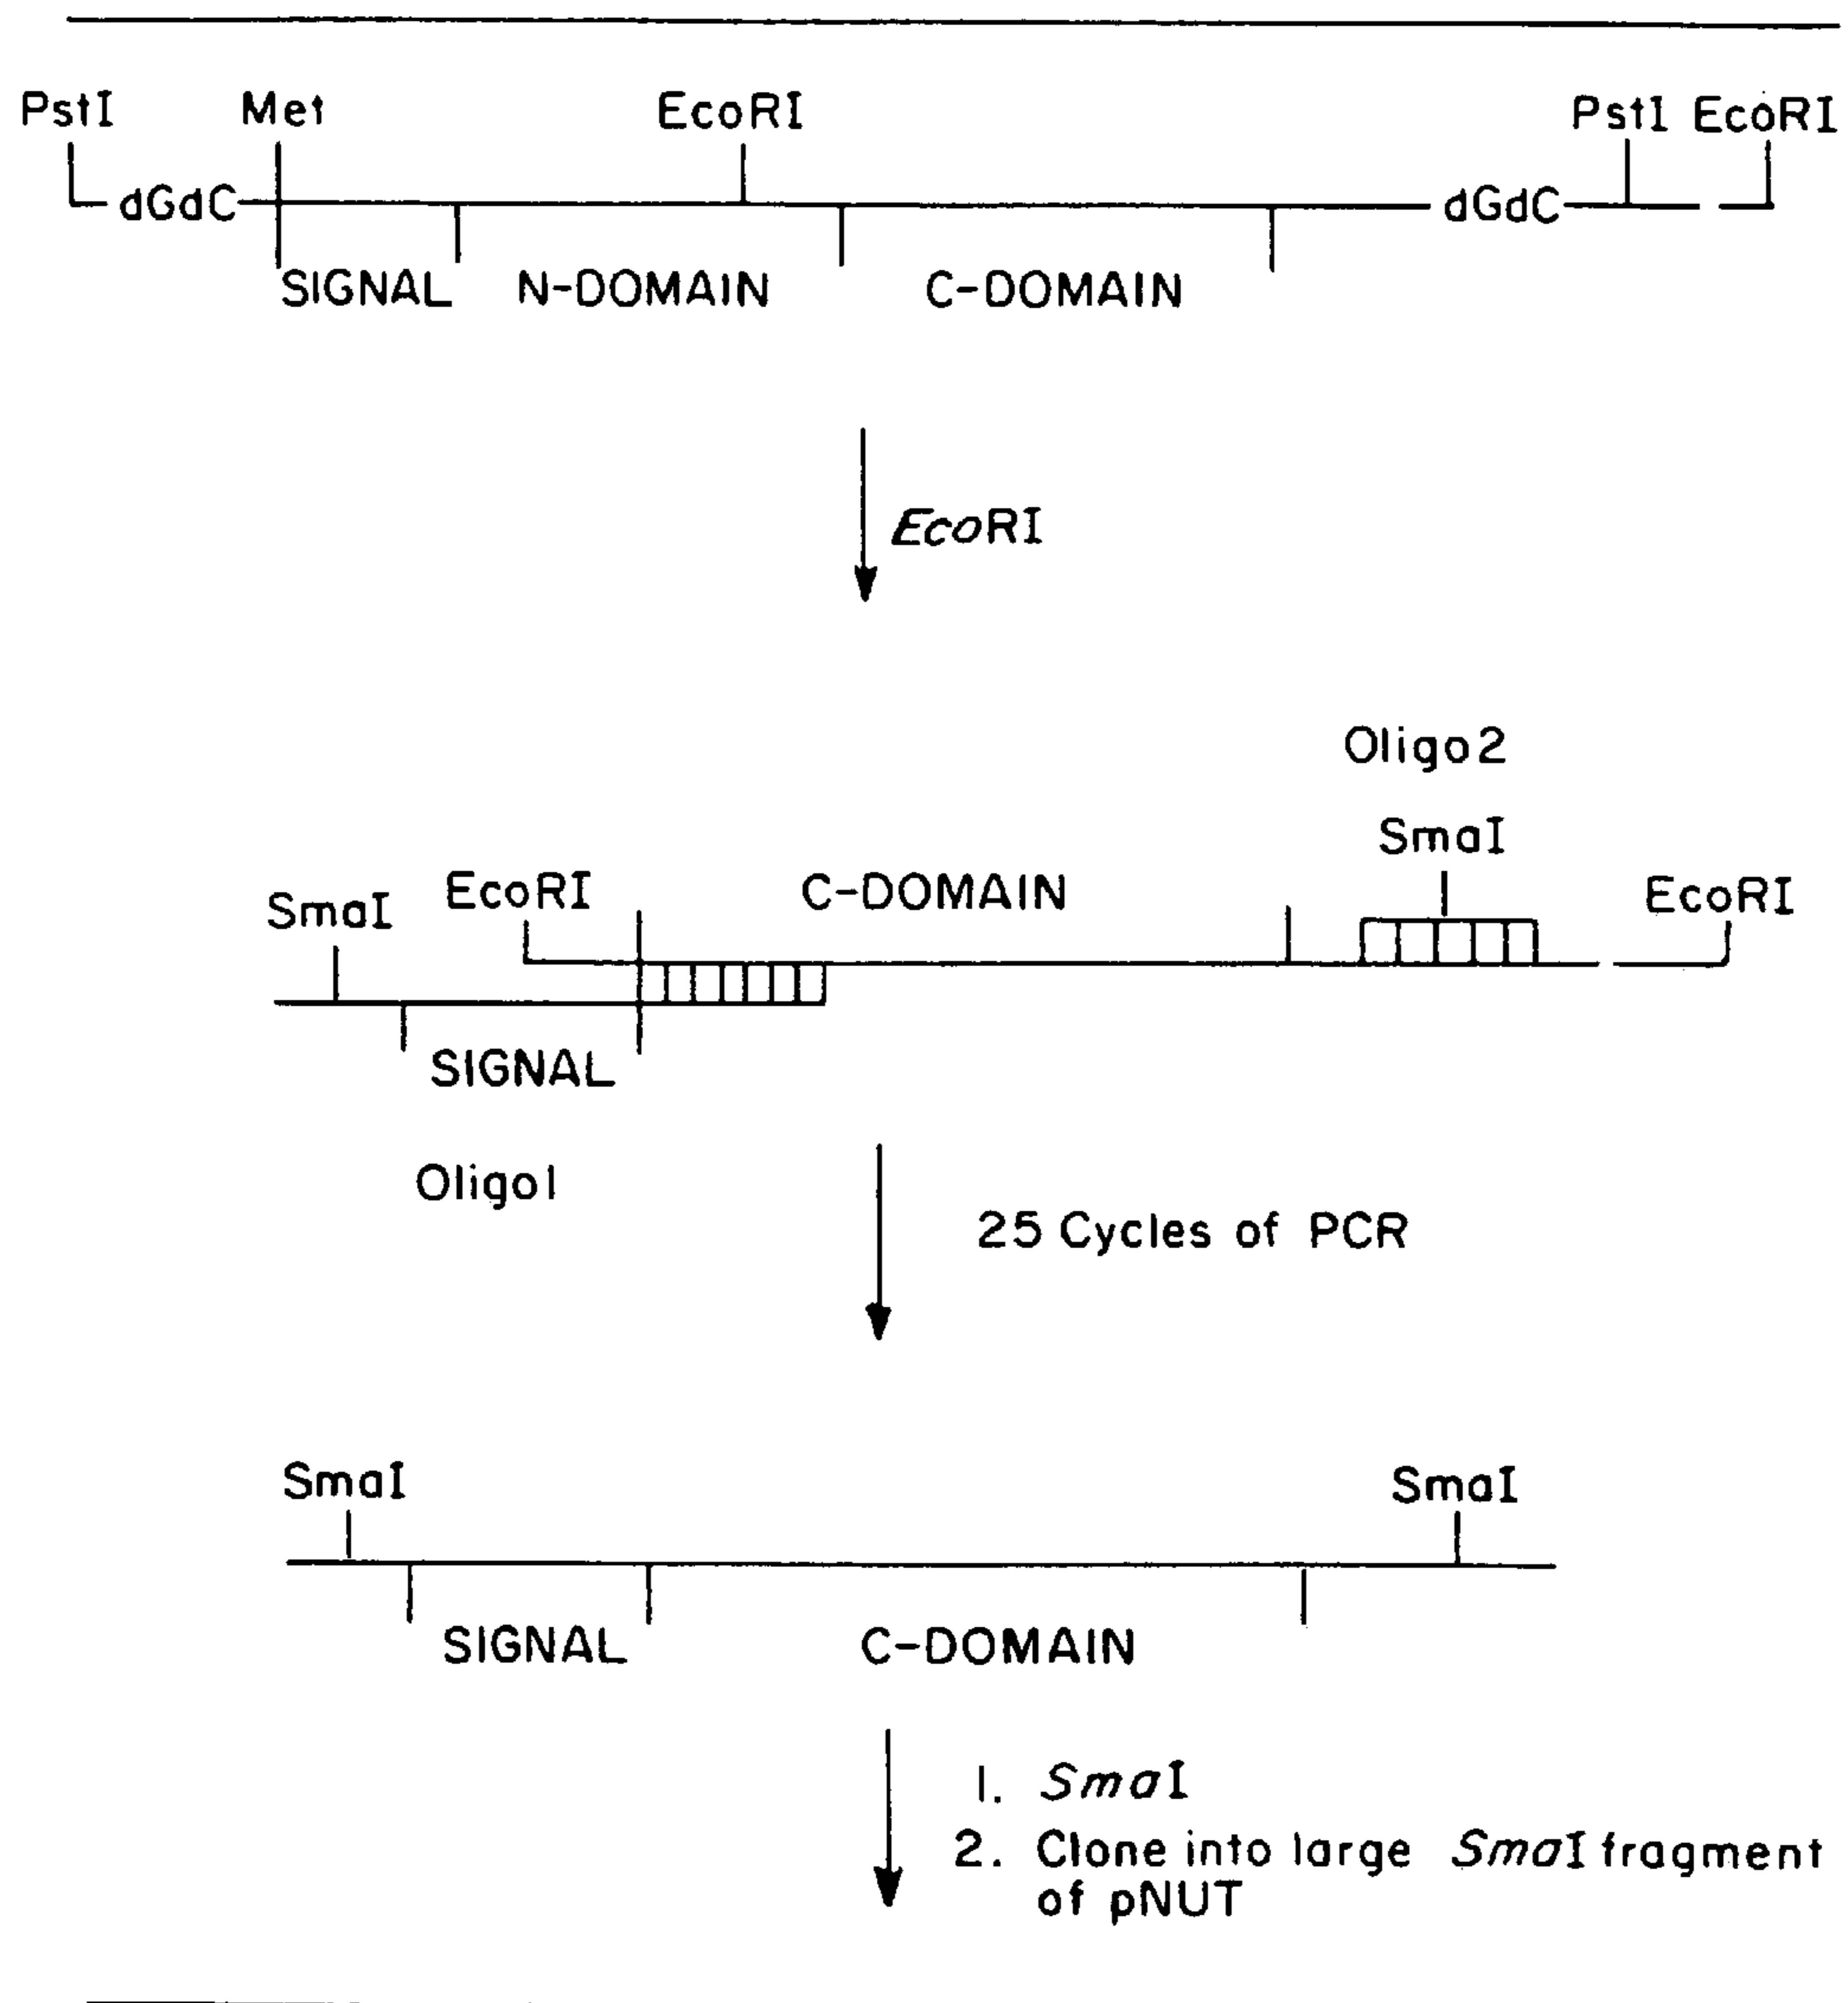 PstI Met EcoRI PstI EcoRI
dGdC dGdC
SIGNAL N-DOMAIN C-DOMAIN
EcoRI
Oligo2
SmaI
SmaI EcoRI C-DOMAIN EcoRI
SIGNAL
Oligo1
25 Cycles of PCR
SmaI SmaI
SIGNAL C-DOMAIN
1. SmaI
2. Clone into large SmaI fragment
of pNUT